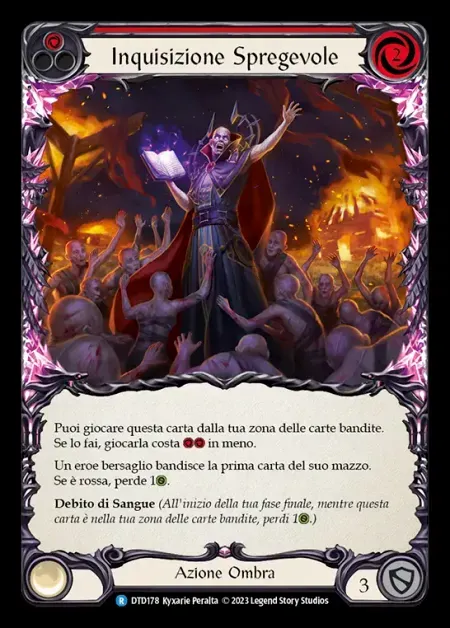 Inquisizione Spregevole
2
Puoi giocare questa carta dalla tua zona delle carte bandite.
Se lo fai, giocarla costa in meno.
Un eroe bersaglio bandisce la prima carta del suo mazzo.
Se è rossa, perde 1.
Debito di Sangue (All'inizio della tua fase finale, mentre questa
carta è nella tua zona delle carte bandite, perdi 1.)
Azione Ombra
3
R DTD178 Kyxarie Peralta © 2023 Legend Story Studios